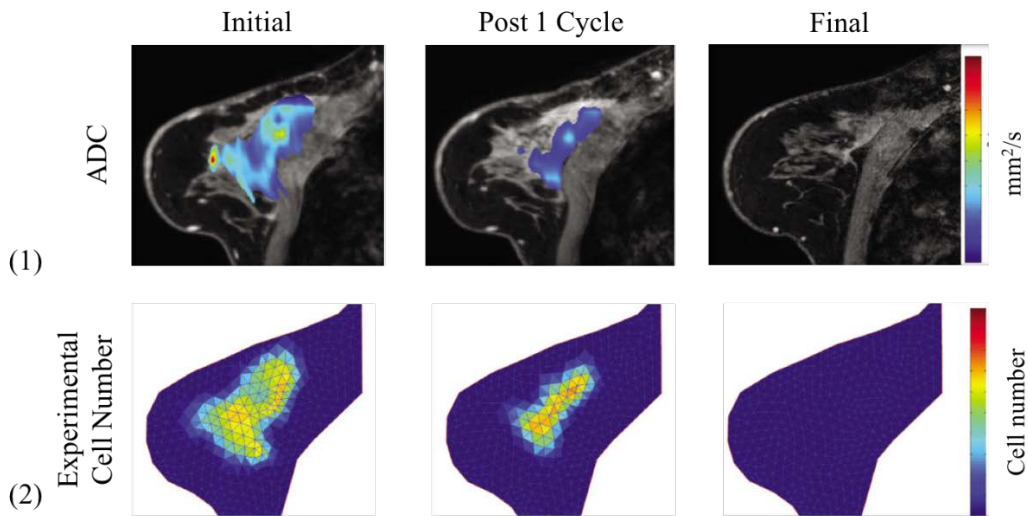 Initial
Post 1 Cycle
Final
ADC
mm²/s
(1)
Experimental
Cell Number
Cell number
(2)